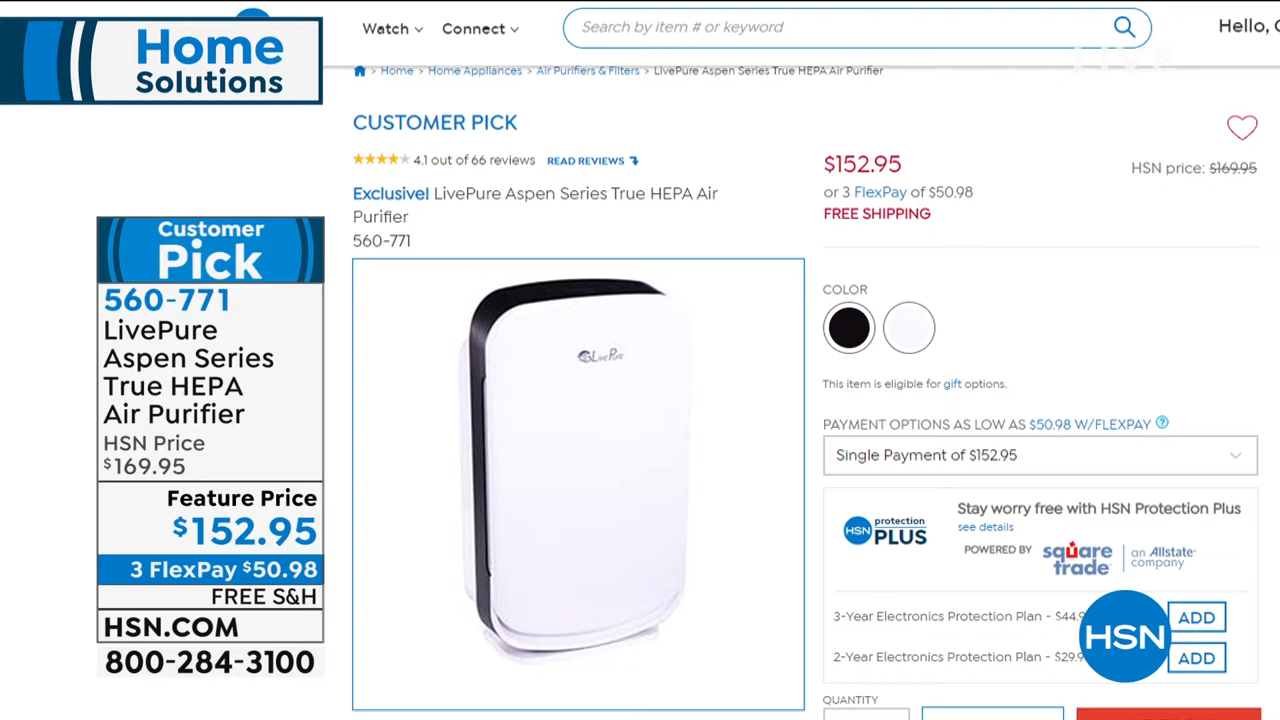 Home
Solutions
Watch
Connect
Search by item # or keyword
Hello,
LIVE
> Home > Home Appliances > Air Purifiers & Filters > LivePure Aspen Series True HEPA Air Purifier
CUSTOMER PICK
4.1 out of 66 reviews READ REVIEWS
Exclusive! LivePure Aspen Series True HEPA Air
Purifier
560-771
LivePure
$152.95
HSN price: $169.95
or 3 FlexPay of $50.98
FREE SHIPPING
COLOR
This item is eligible for gift options.
PAYMENT OPTIONS AS LOW AS $50.98 W/FLEXPAY ?
Single Payment of $152.95
HSN protection PLUS
Stay worry free with HSN Protection Plus
see details
POWERED BY square trade | an Allstate company
3-Year Electronics Protection Plan - $44.9
ADD
2-Year Electronics Protection Plan - $29.9
ADD
HSN
QUANTITY
Customer
Pick
560-771
LivePure
Aspen Series
True HEPA
Air Purifier
HSN Price
$169.95
Feature Price
$152.95
3 FlexPay $50.98
FREE S&H
HSN.COM
800-284-3100